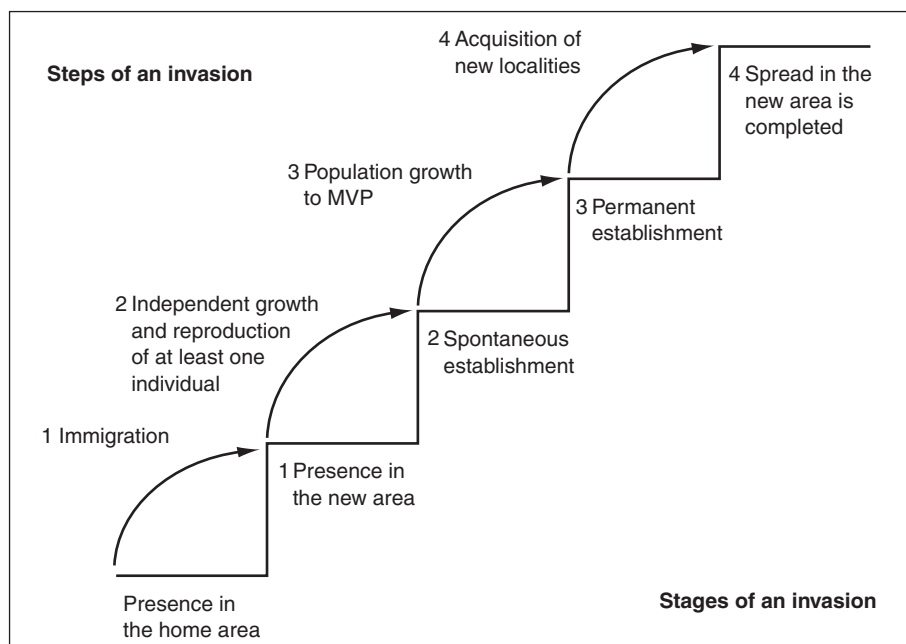 Steps of an invasion
4 Acquisition of
new localities
4 Spread in the
new area is
completed
3 Population growth
to MVP
3 Permanent
establishment
2 Independent growth
and reproduction
of at least one
individual
2 Spontaneous
establishment
1 Immigration
1 Presence in
the new area
Presence in
the home area
Stages of an invasion